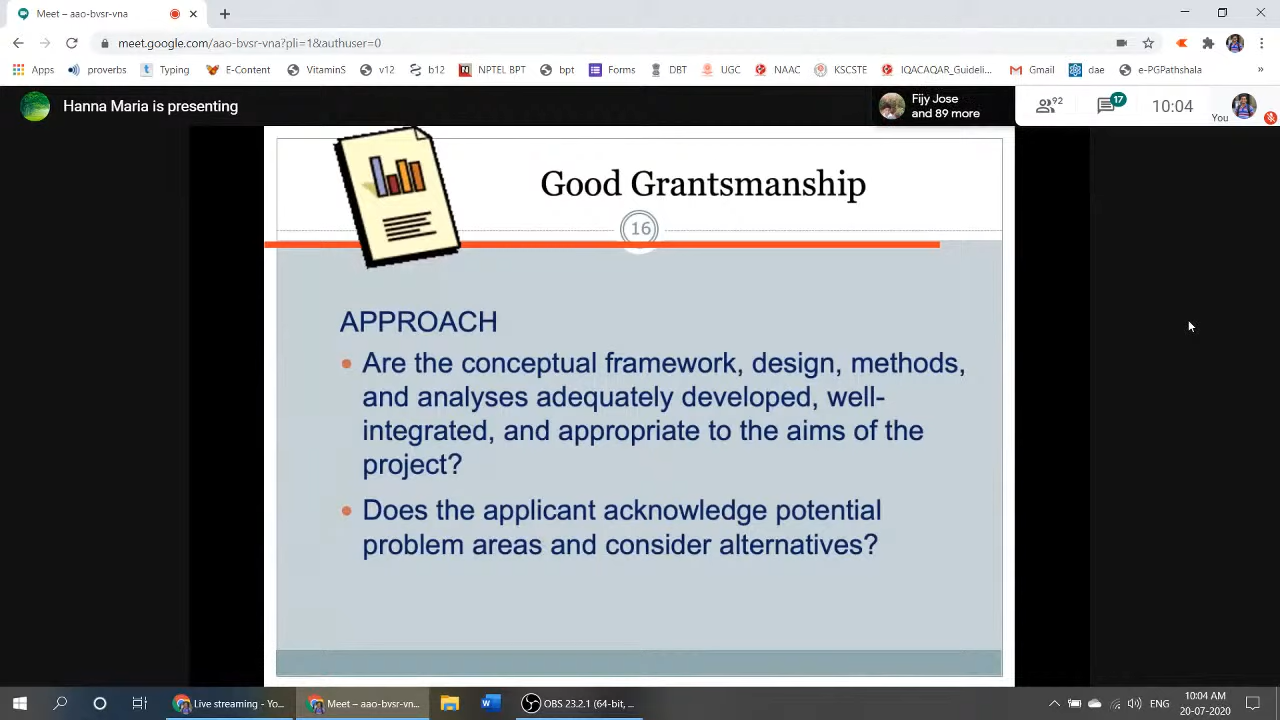 Meet – aao-bvsr-vna
meet.google.com/aao-bvsr-vna?pli=1&authuser=0
Apps proverbs Typing E-Content VitaminS v12 b12 NPTEL BPT bpt Forms DBT UGC NAAC KSCSTE IQACAQAR_Guideli... Gmail dae e-PGPathshala »
Hanna Maria is presenting
Fijy Jose
and 89 more
92
17
10:04
You
Good Grantsmanship
16
APPROACH
Are the conceptual framework, design, methods,
and analyses adequately developed, well-
integrated, and appropriate to the aims of the
project?
Does the applicant acknowledge potential
problem areas and consider alternatives?
Live streaming - Yo...
Meet – aao-bvsr-vn...
OBS 23.2.1 (64-bit, ...
ENG
10:04 AM
20-07-2020